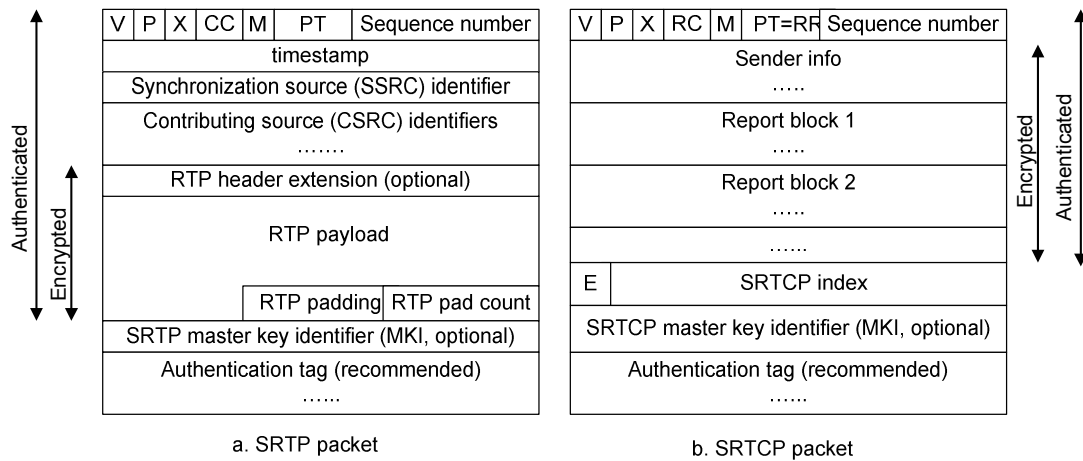 V P X CC M PT Sequence number
timestamp
Synchronization source (SSRC) identifier
Contributing source (CSRC) identifiers
…….
RTP header extension (optional)
RTP payload
RTP padding RTP pad count
SRTP master key identifier (MKI, optional)
Authentication tag (recommended)
……
Authenticated
Encrypted
a. SRTP packet
V P X RC M PT=RR Sequence number
Sender info
…..
Report block 1
…..
Report block 2
…..
……
E SRTCP index
SRTCP master key identifier (MKI, optional)
Authentication tag (recommended)
……
Encrypted
Authenticated
b. SRTCP packet